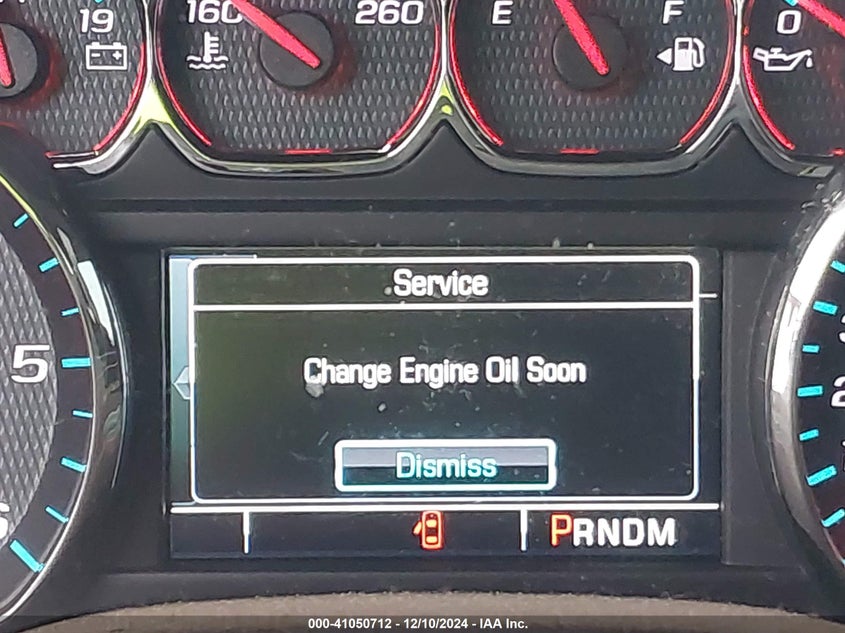 19 160 260 E F 0
Service
Change Engine Oil Soon
5
Dismiss
PRNDM
000-41050712 - 12/10/2024 - IAA Inc.